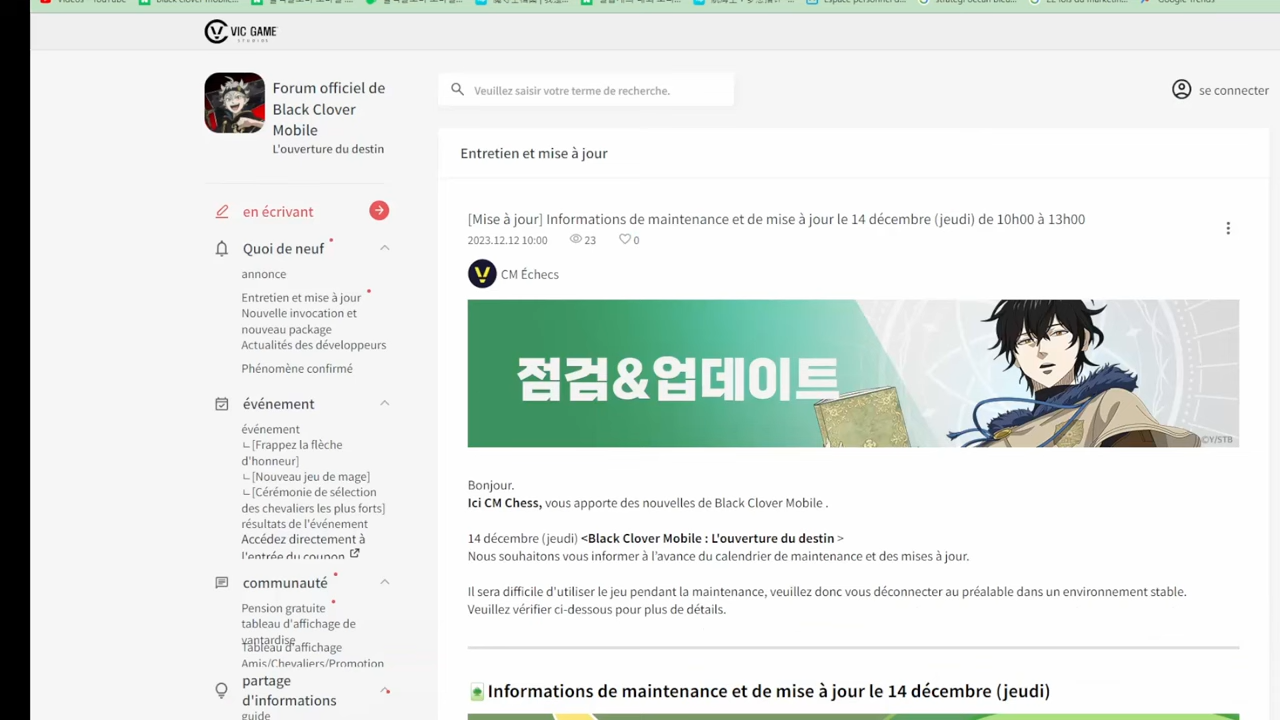 Vidéos - YouTube
black clover mobile...
Google Trends
VIC GAME
STUDIOS
Forum officiel de
Black Clover
Mobile
L'ouverture du destin
Veuillez saisir votre terme de recherche.
se connecter
en écrivant
Quoi de neuf
annonce
Entretien et mise à jour
Nouvelle invocation et
nouveau package
Actualités des développeurs
Phénomène confirmé
événement
événement
ㄴ[Frappez la flèche
d'honneur]
ㄴ[Nouveau jeu de mage]
ㄴ[Cérémonie de sélection
des chevaliers les plus forts]
résultats de l'événement
Accédez directement à
l'entrée du coupon
communauté
Pension gratuite
tableau d'affichage de
vantardise
Tableau d'affichage
Amis/Chevaliers/Promotion
partage
d'informations
guide
Entretien et mise à jour
[Mise à jour] Informations de maintenance et de mise à jour le 14 décembre (jeudi) de 10h00 à 13h00
2023.12.12 10:00 23 0
CM Échecs
점검&업데이트
©Y/STB
Bonjour.
Ici CM Chess, vous apporte des nouvelles de Black Clover Mobile .
14 décembre (jeudi) <Black Clover Mobile : L'ouverture du destin >
Nous souhaitons vous informer à l'avance du calendrier de maintenance et des mises à jour.
Il sera difficile d'utiliser le jeu pendant la maintenance, veuillez donc vous déconnecter au préalable dans un environnement stable.
Veuillez vérifier ci-dessous pour plus de détails.
Informations de maintenance et de mise à jour le 14 décembre (jeudi)